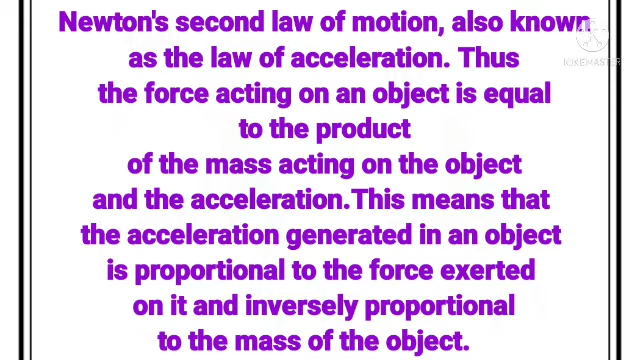 Newton's second law of motion, also known
as the law of acceleration. Thus
the force acting on an object is equal
to the product
of the mass acting on the object
and the acceleration.This means that
the acceleration generated in an object
is proportional to the force exerted
on it and inversely proportional
to the mass of the object.